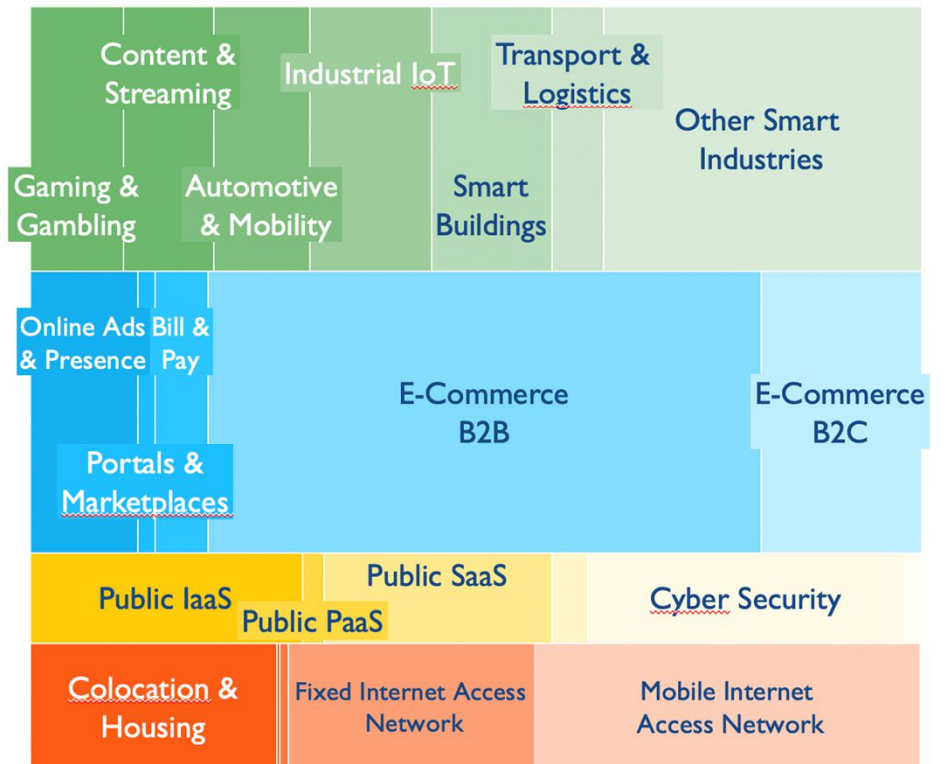 Content &
Streaming
Industrial IoT
Transport &
Logistics
Other Smart
Industries
Gaming &
Gambling
Automotive
& Mobility
Smart
Buildings
Online Ads
& Presence
Bill &
Pay
E-Commerce
B2B
E-Commerce
B2C
Portals &
Marketplaces
Public IaaS
Public PaaS
Public SaaS
Cyber Security
Colocation &
Housing
Fixed Internet Access
Network
Mobile Internet
Access Network